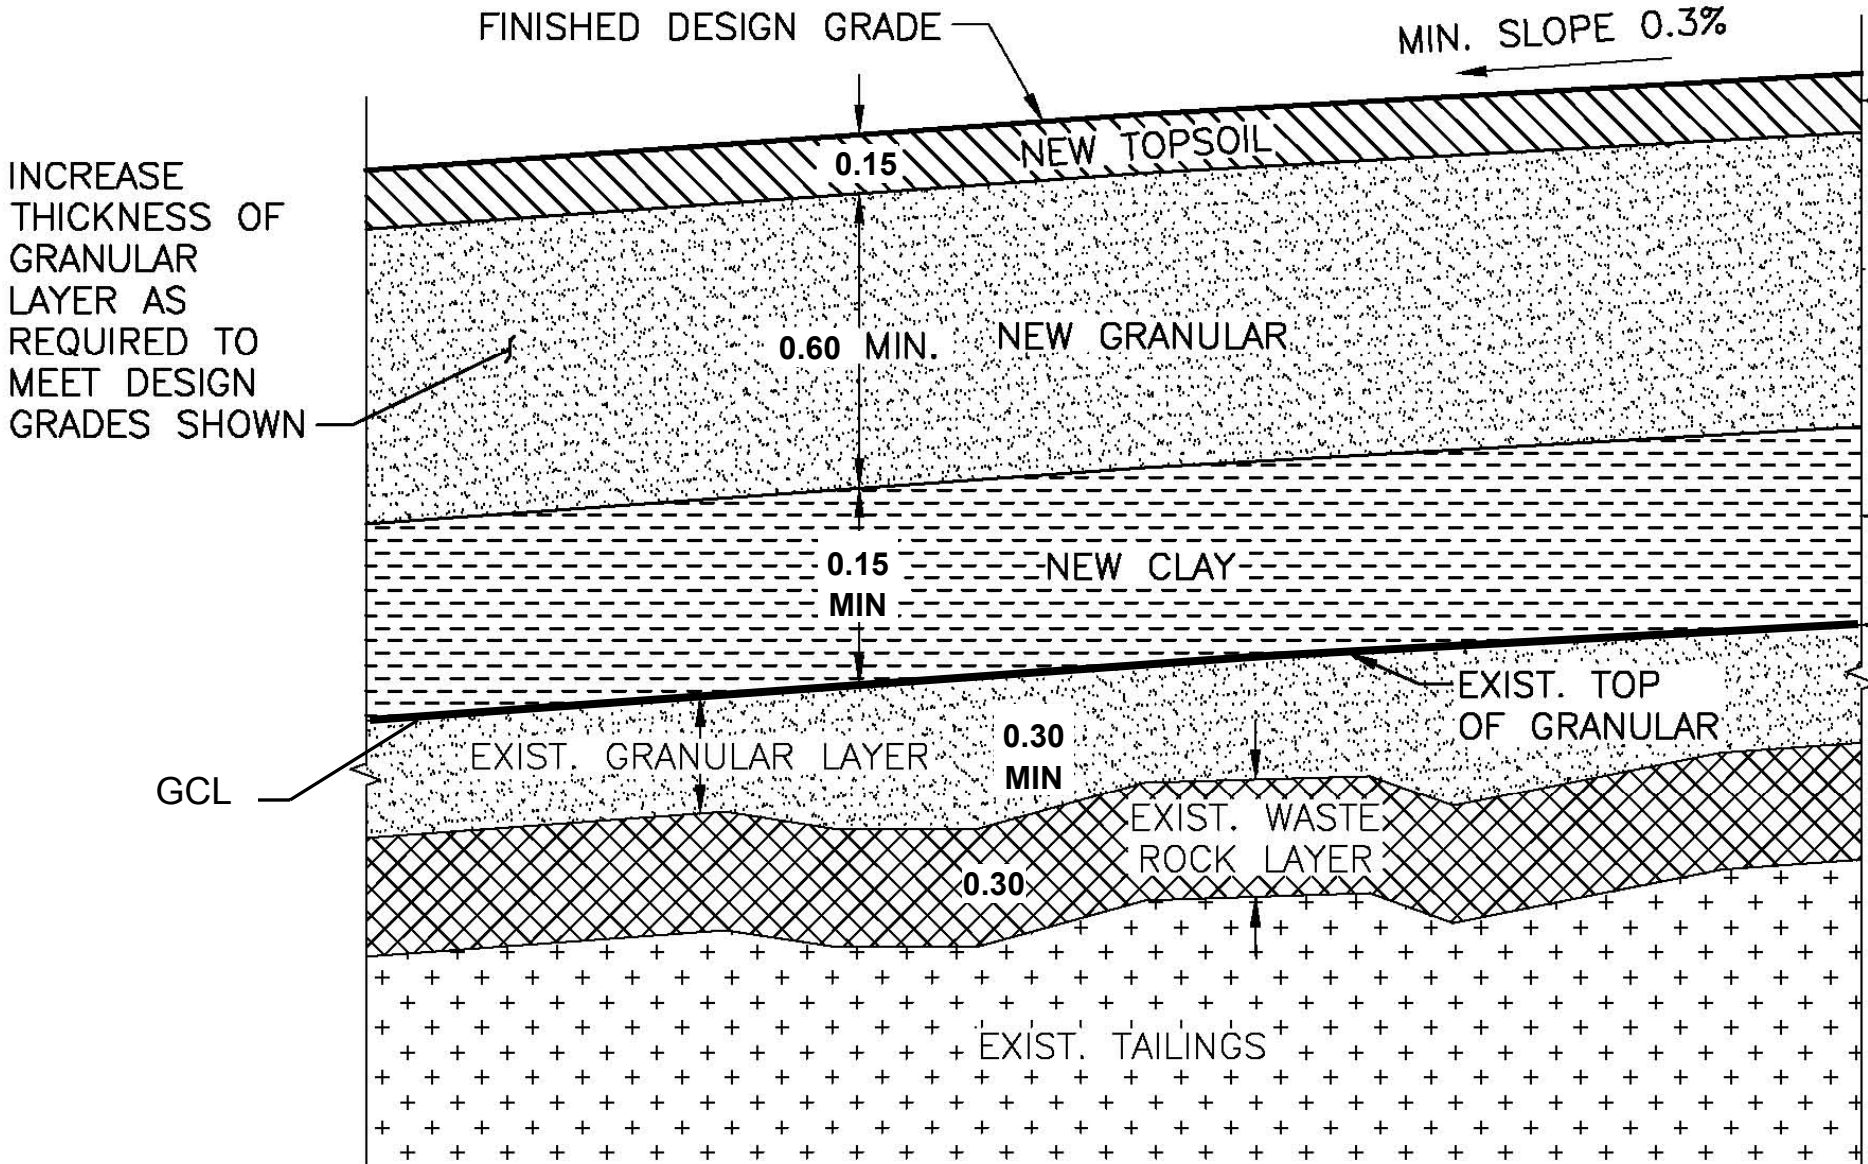 FINISHED DESIGN GRADE
MIN. SLOPE 0.3%
INCREASE
THICKNESS OF
GRANULAR
LAYER AS
REQUIRED TO
MEET DESIGN
GRADES SHOWN
0.15
NEW TOPSOIL
0.60 MIN.
NEW GRANULAR
0.15
MIN
NEW CLAY
EXIST. TOP
OF GRANULAR
EXIST. GRANULAR LAYER
0.30
MIN
GCL
EXIST. WASTE
ROCK LAYER
0.30
EXIST. TAILINGS